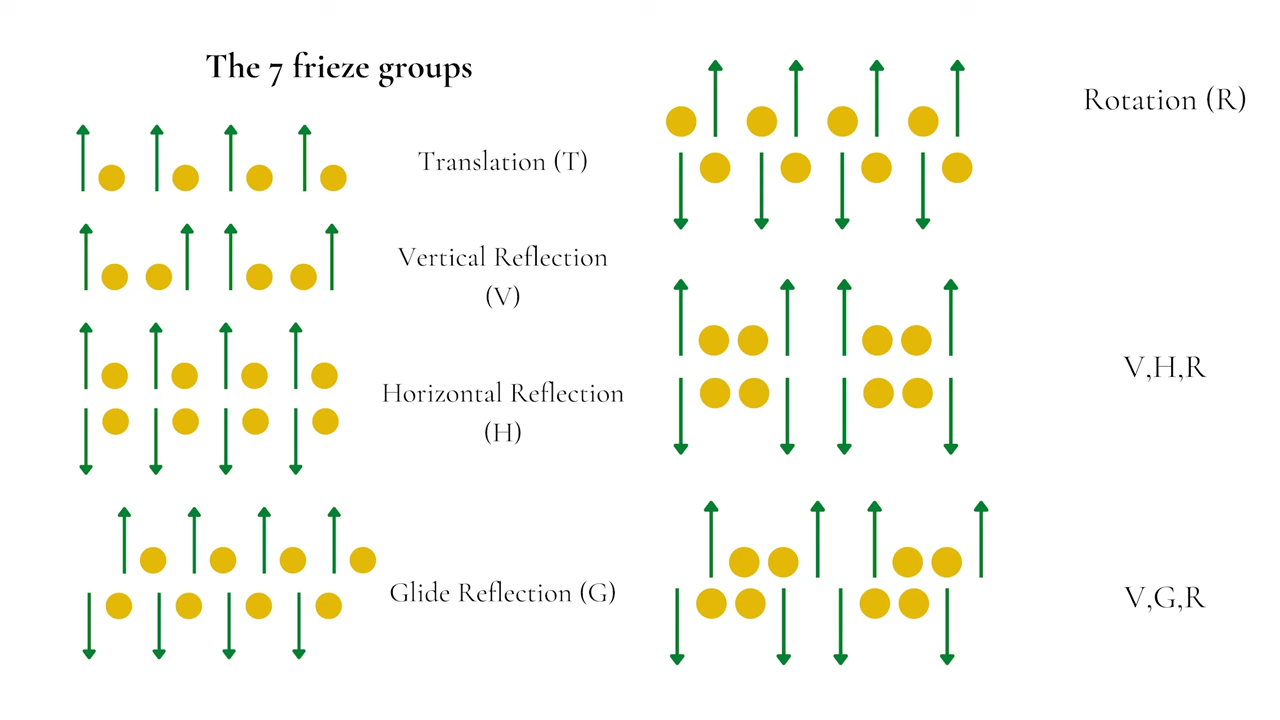 The 7 frieze groups
Translation (T)
Vertical Reflection
(V)
Horizontal Reflection
(H)
Glide Reflection (G)
Rotation (R)
V,H,R
V,G,R